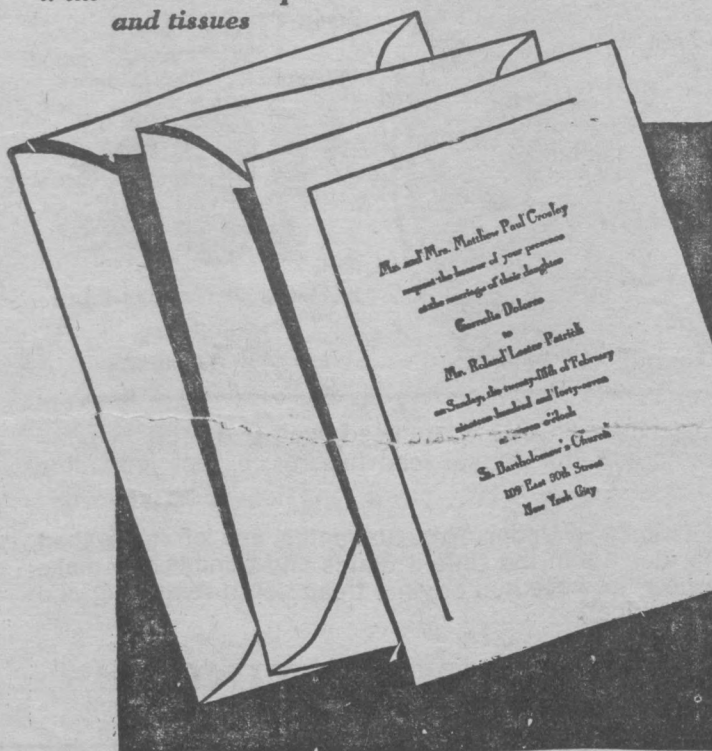 and tissues
Mr. and Mrs. Matthew Paul Crosley
request the honour of your presence
at the marriage of their daughter
Cornelia Dolores
to
Mr. Roland Lester Patrick
on Sunday, the twenty-fifth of February
nineteen hundred and forty-seven
at seven o'clock
St. Bartholomew's Church
109 East 50th Street
New York City